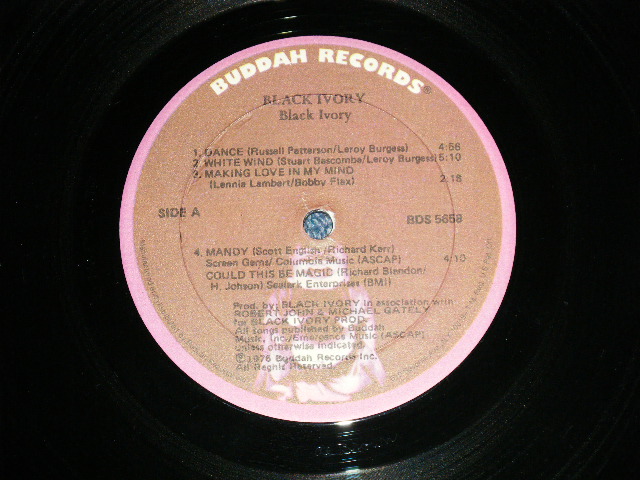 BUDDAH RECORDS®
BLACK IVORY
Black Ivory
1. DANCE (Russell Patterson/Leroy Burgess) 4:56
2. WHITE WIND (Stuart Bascombe/Leroy Burgess) 5:10
3. MAKING LOVE IN MY MIND
(Lennie Lambert/Bobby Flax) 2:18
SIDE A BDS 5658
4. MANDY (Scott English/Richard Kerr)
Screen Gems/ Columbia Music (ASCAP) 4:10
COULD THIS BE MAGIC (Richard Blandon/
H. Johson) Sealark Enterprises (BMI)
Prod. by: BLACK IVORY in association with
ROBERT JOHN & MICHAEL GATELY
for BLACK IVORY PROD.
All songs published by Buddah
Music, Inc./Emergence Music (ASCAP)
unless otherwise indicated.
℗ 1976 Buddah Records Inc.
All Rights Reserved.